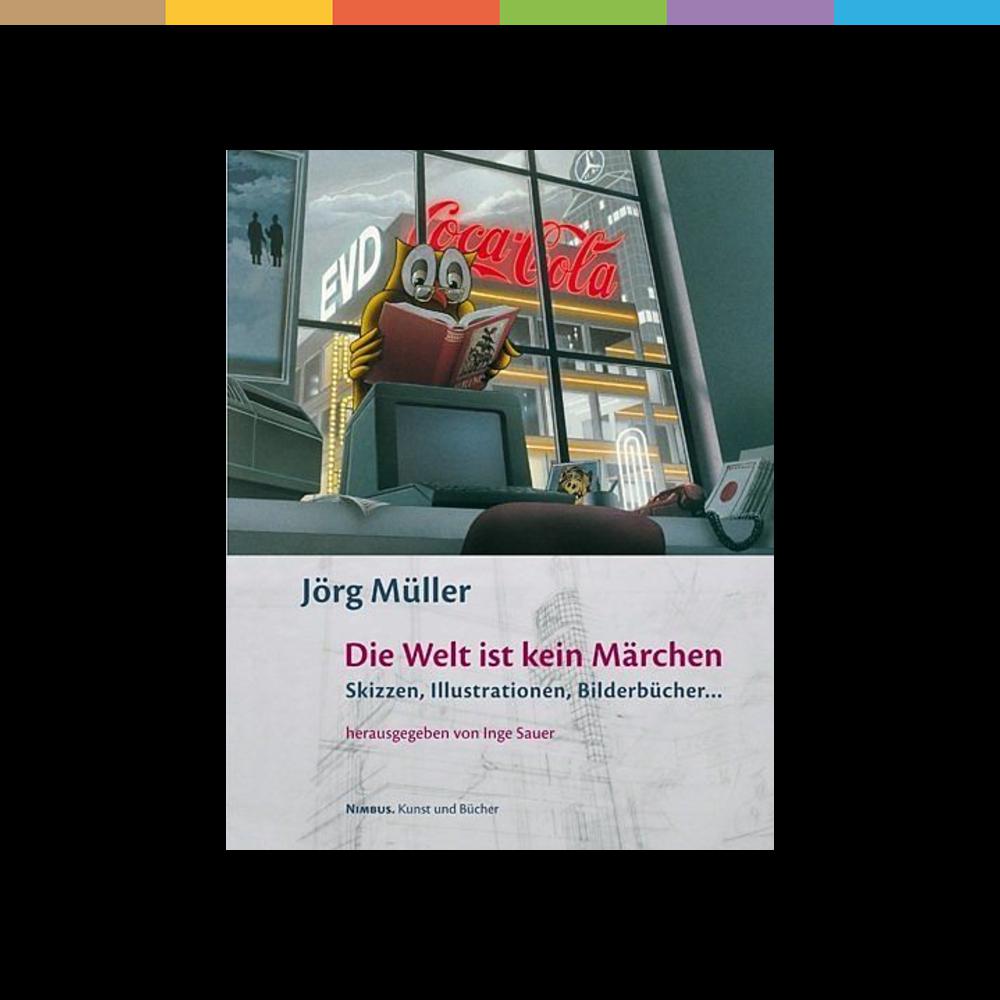 EVD
Coca-Cola
Jörg Müller
Die Welt ist kein Märchen
Skizzen, Illustrationen, Bilderbücher...
herausgegeben von Inge Sauer
NIMBUS. Kunst und Bücher